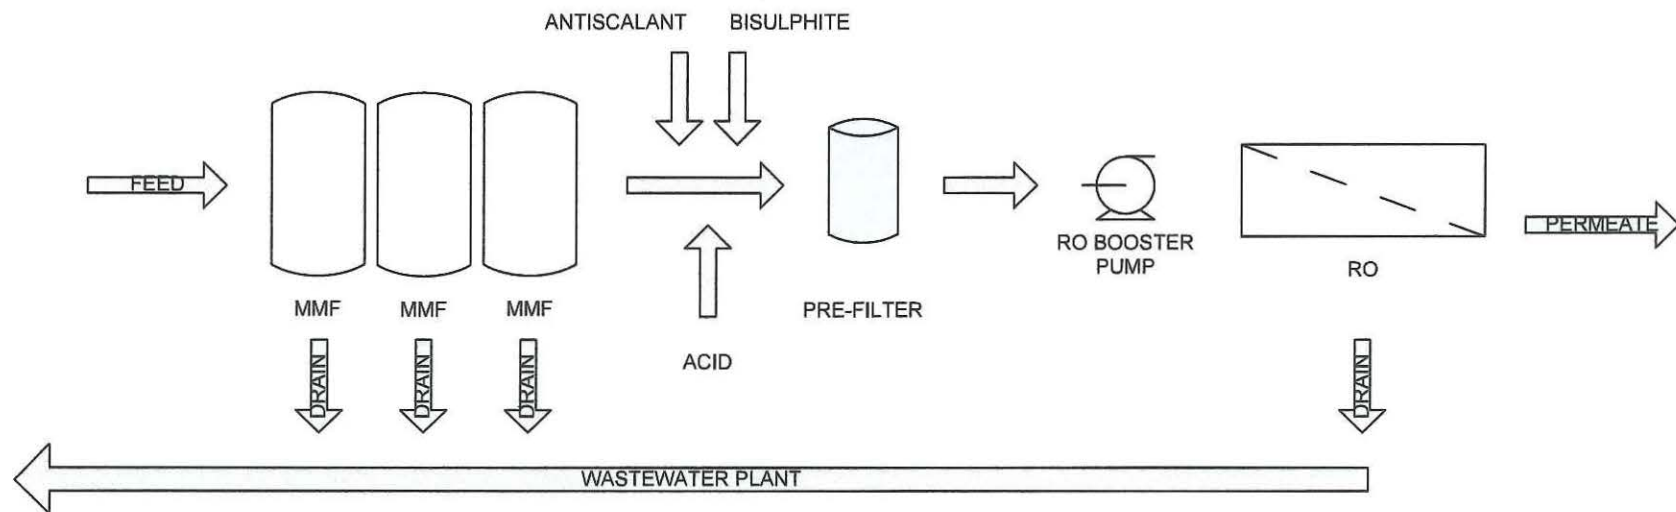 ANTISCALANT BISULPHITE
FEED
PERMEATE
RO BOOSTER
PUMP
RO
MMF MMF MMF
PRE-FILTER
ACID
DRAIN DRAIN DRAIN DRAIN
WASTEWATER PLANT